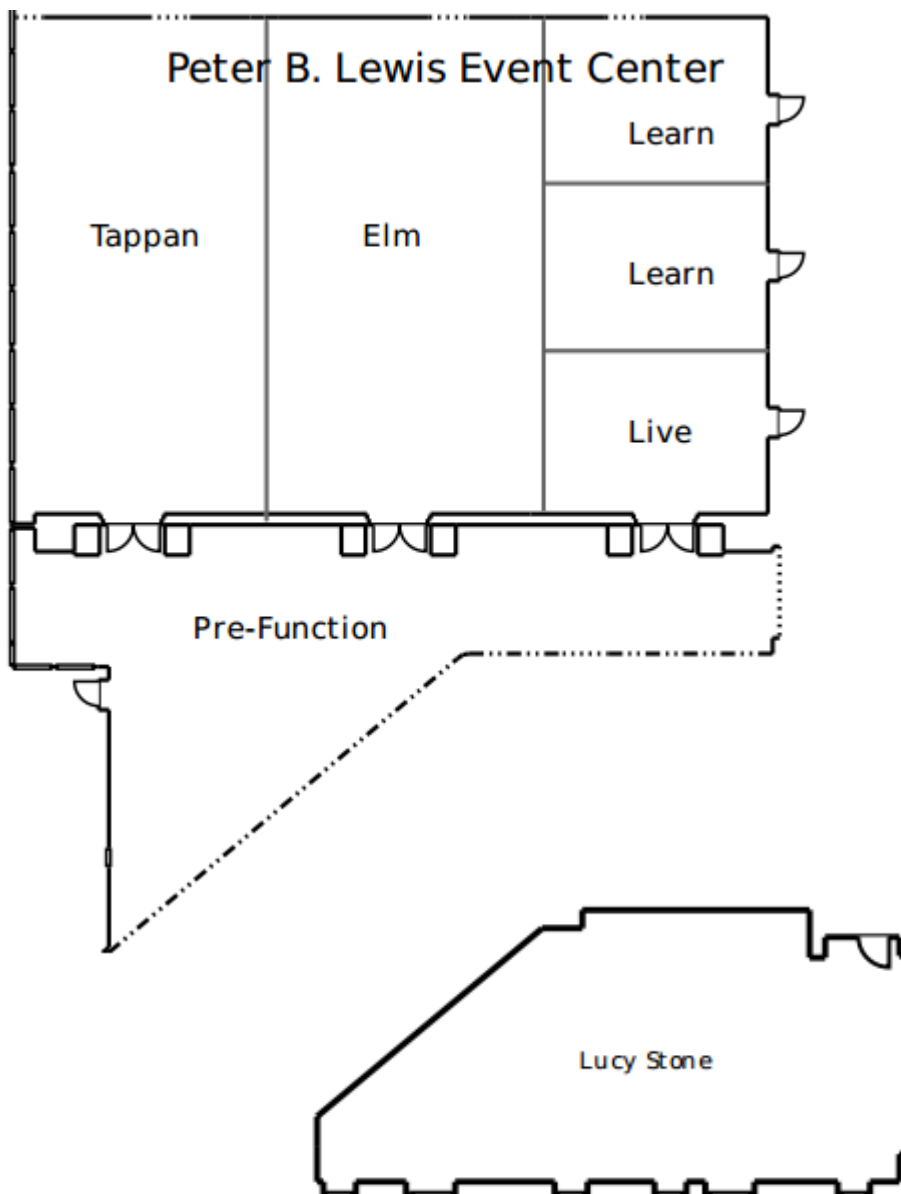 Peter B. Lewis Event Center
Learn
Tappan
Elm
Learn
Live
Pre-Function
Lucy Stone